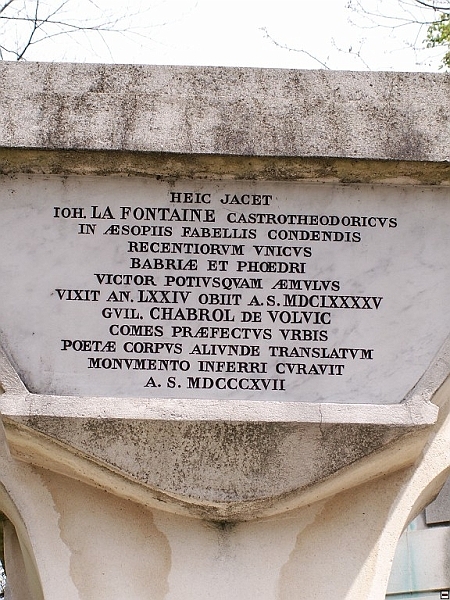 HEIC JACET
IOH. LA FONTAINE CASTROTHEODORICVS
IN ÆSOPIIS FABELLIS CONDENDIS
RECENTIORVM VNICVS
BABRIÆ ET PHŒDRI
VICTOR POTIVSQVAM ÆMVLVS
VIXIT AN. LXXIV OBIIT A.S. MDCLXXXXV
GVIL. CHABROL DE VOLVIC
COMES PRÆFECTVS VRBIS
POETÆ CORPVS ALIVNDE TRANSLATVM
MONVMENTO INFERRI CVRAVIT
A. S. MDCCCXVII